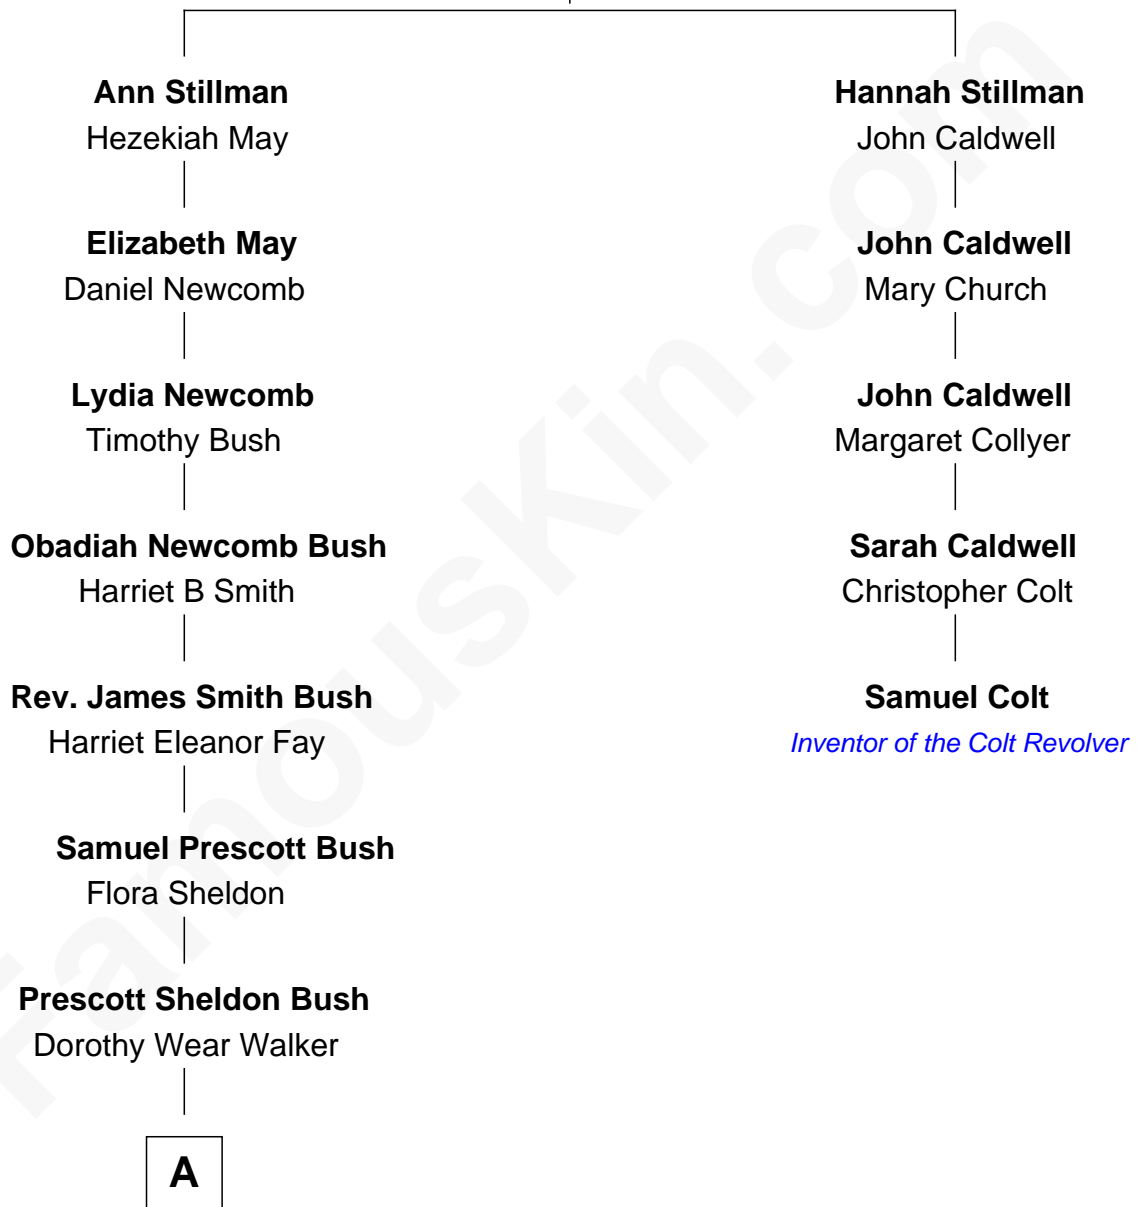 Ann Stillman
Hezekiah May
Elizabeth May
Daniel Newcomb
Lydia Newcomb
Timothy Bush
Obadiah Newcomb Bush
Harriet B Smith
Rev. James Smith Bush
Harriet Eleanor Fay
Samuel Prescott Bush
Flora Sheldon
Prescott Sheldon Bush
Dorothy Wear Walker
A
Hannah Stillman
John Caldwell
John Caldwell
Mary Church
John Caldwell
Margaret Collyer
Sarah Caldwell
Christopher Colt
Samuel Colt
Inventor of the Colt Revolver
FamousKin.com